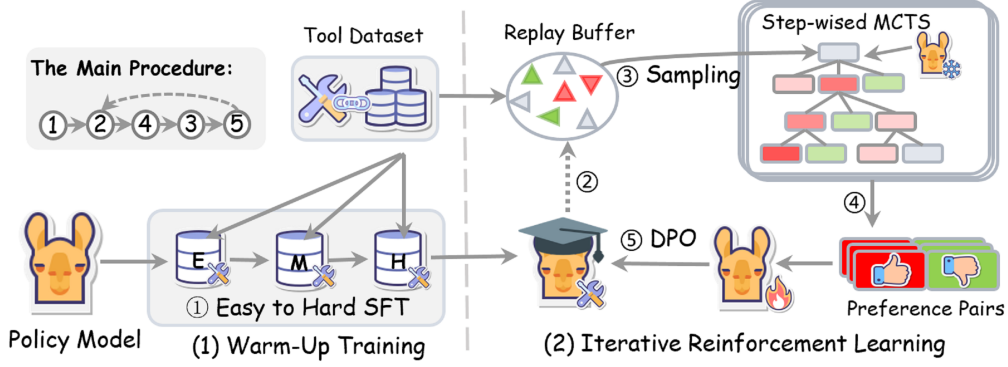 The Main Procedure:
1 2 4 3 5
Tool Dataset
Replay Buffer
③ Sampling
Step-wised MCTS
②
④
Policy Model
E M H
① Easy to Hard SFT
(1) Warm-Up Training
⑤ DPO
Preference Pairs
(2) Iterative Reinforcement Learning